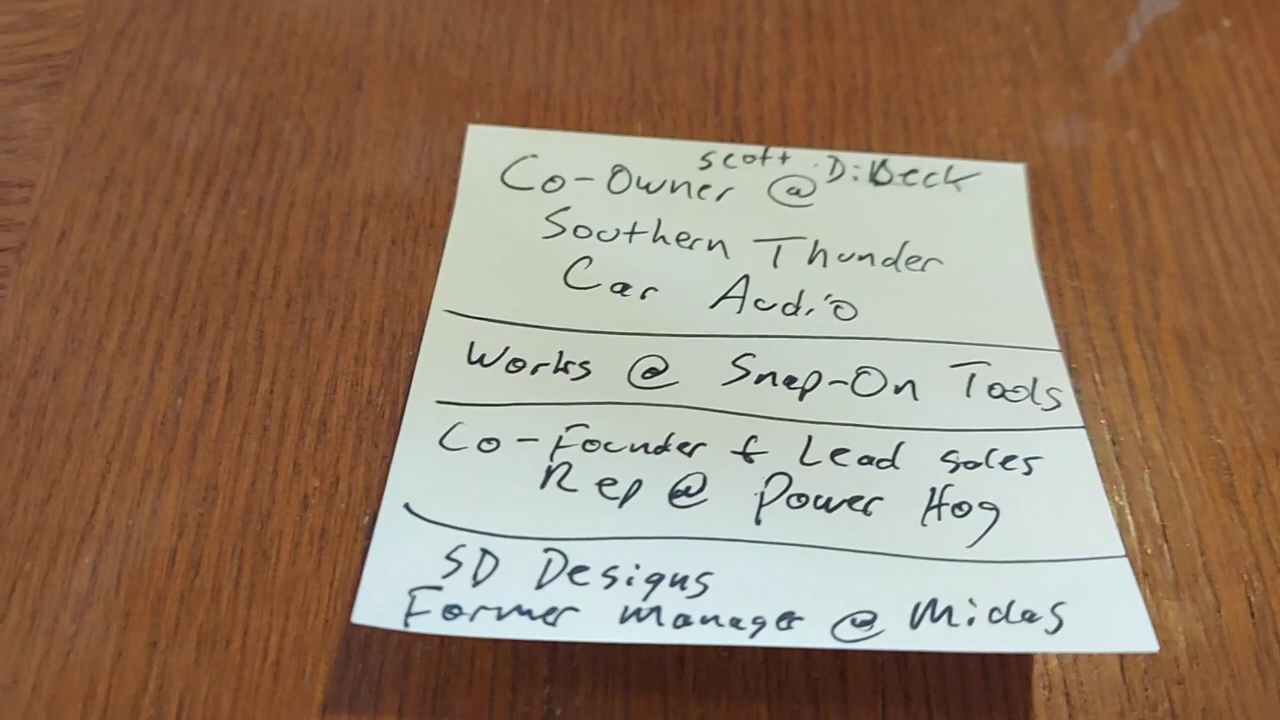 Scott DiBeck
Co-Owner @
Southern Thunder
Car Audio
Works @ Snap-On Tools
Co-Founder & Lead sales
Rep @ Power Hog
SD Designs
Former Manager @ Midas